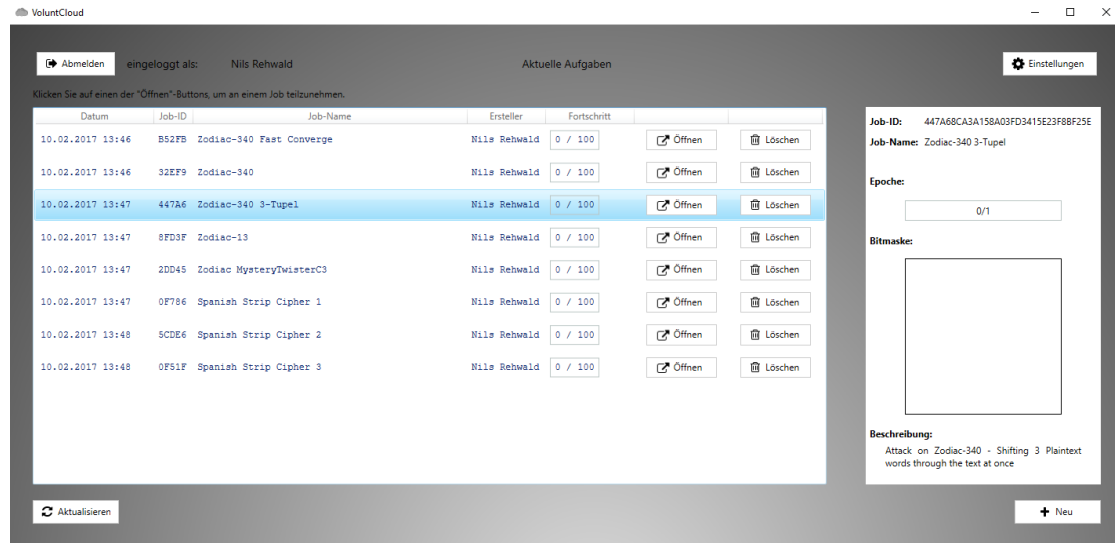 VoluntCloud
Abmelden eingeloggt als: Nils Rehwald Aktuelle Aufgaben Einstellungen
Klicken Sie auf einen der "Öffnen"-Buttons, um an einem Job teilzunehmen.
Datum Job-ID Job-Name Ersteller Fortschritt
10.02.2017 13:46 B52FB Zodiac-340 Fast Converge Nils Rehwald 0 / 100 Öffnen Löschen
10.02.2017 13:46 32EF9 Zodiac-340 Nils Rehwald 0 / 100 Öffnen Löschen
10.02.2017 13:47 447A6 Zodiac-340 3-Tupel Nils Rehwald 0 / 100 Öffnen Löschen
10.02.2017 13:47 8FD3F Zodiac-13 Nils Rehwald 0 / 100 Öffnen Löschen
10.02.2017 13:47 2DD45 Zodiac MysteryTwisterC3 Nils Rehwald 0 / 100 Öffnen Löschen
10.02.2017 13:47 0F786 Spanish Strip Cipher 1 Nils Rehwald 0 / 100 Öffnen Löschen
10.02.2017 13:48 5CDE6 Spanish Strip Cipher 2 Nils Rehwald 0 / 100 Öffnen Löschen
10.02.2017 13:48 0F51F Spanish Strip Cipher 3 Nils Rehwald 0 / 100 Öffnen Löschen
Job-ID: 447A68CA3A158A03FD3415E23F8BF25E
Job-Name: Zodiac-340 3-Tupel
Epoche:
0/1
Bitmaske:
Beschreibung:
Attack on Zodiac-340 - Shifting 3 Plaintext
words through the text at once
Aktualisieren Neu